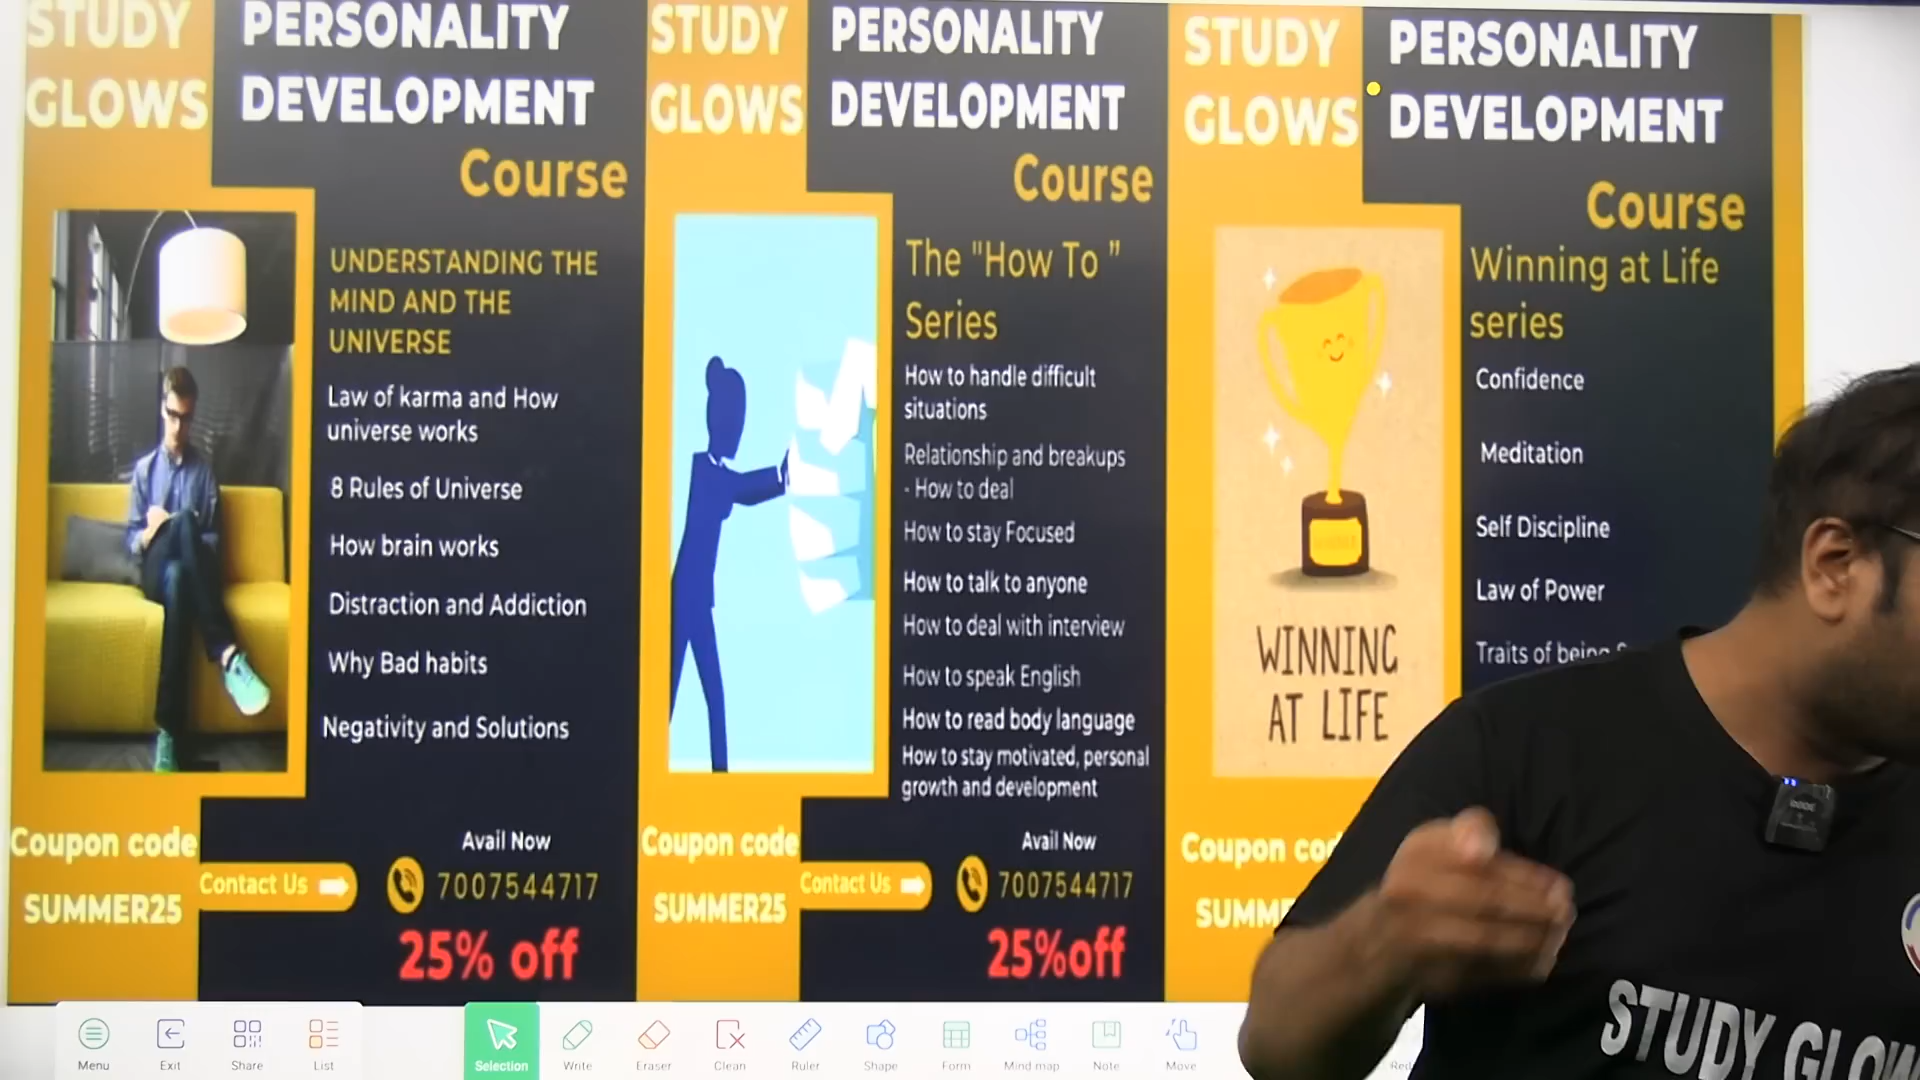 STUDY
GLOWS
PERSONALITY
DEVELOPMENT
Course
UNDERSTANDING THE
MIND AND THE
UNIVERSE
Law of karma and How
universe works
8 Rules of Universe
How brain works
Distraction and Addiction
Why Bad habits
Negativity and Solutions
Coupon code
SUMMER25
Contact Us
Avail Now
7007544717
25% off
STUDY
GLOWS
PERSONALITY
DEVELOPMENT
Course
The "How To ”
Series
How to handle difficult
situations
Relationship and breakups
- How to deal
How to stay Focused
How to talk to anyone
How to deal with interview
How to speak English
How to read body language
How to stay motivated, personal
growth and development
Coupon code
SUMMER25
Contact Us
Avail Now
7007544717
25%off
STUDY
GLOWS
PERSONALITY
DEVELOPMENT
Course
Winning at Life
series
Confidence
Meditation
Self Discipline
Law of Power
Traits of being
WINNING
AT LIFE
Coupon
STUDY
Menu
Exit
Share
List
Selection
Write
Eraser
Clean
Ruler
Shape
Form
Mind map
Note
Move